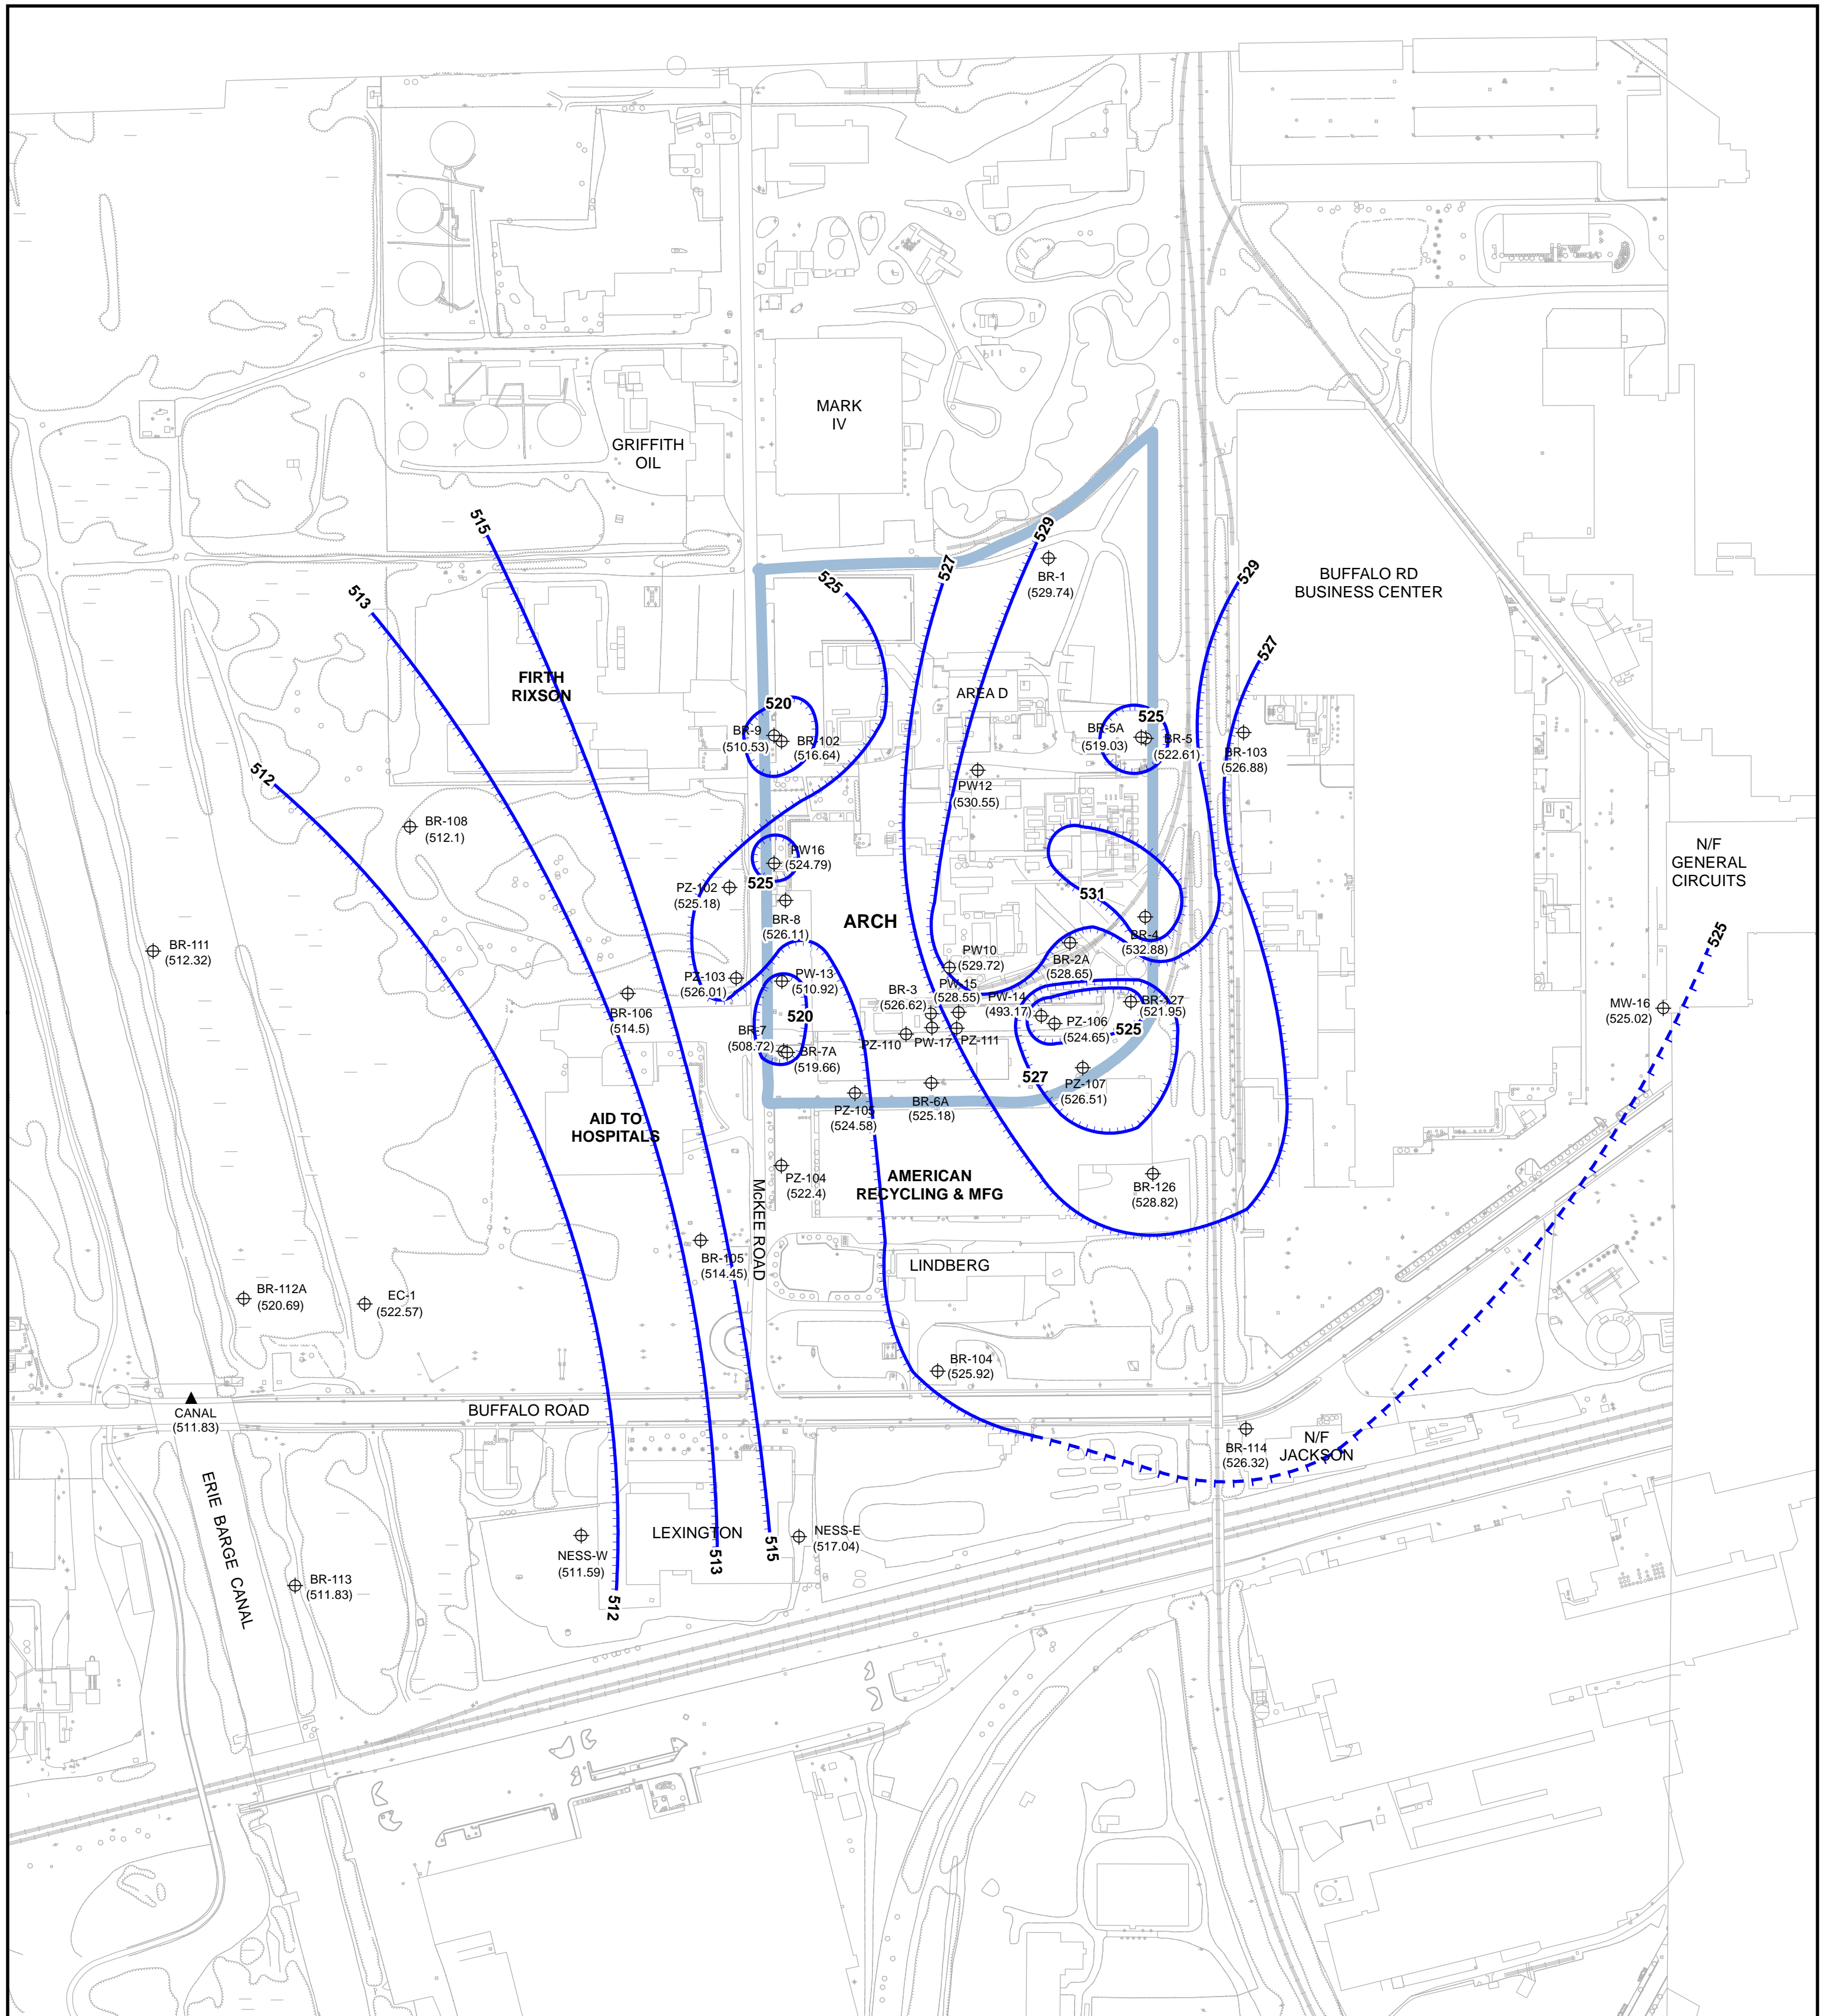 MARK
IV
GRIFFITH
OIL
515
529
527
529
BR-1
(529.74)
BUFFALO RD
BUSINESS CENTER
525
513
527
FIRTH
RIXSON
AREA D
520
525
BR-9
(510.53)
BR-102
(516.64)
BR-5A
(519.03)
BR-5
(522.61)
BR-103
(526.88)
512
PW12
(530.55)
BR-108
(512.1)
PW16
(524.79)
N/F
GENERAL
CIRCUITS
PZ-102
(525.18)
525
531
ARCH
BR-8
(526.11)
BR-4
(532.88)
525
BR-111
(512.32)
PW10
(529.72)
BR-2A
(528.65)
PZ-103
(526.01)
PW-13
(510.92)
BR-3
(526.62)
PW-15
(528.55)
PW-14
(493.17)
BR-127
(521.95)
MW-16
(525.02)
BR-106
(514.5)
520
PZ-106
(524.65)
525
BR-7
(508.72)
BR-7A
(519.66)
PZ-110
PW-17
PZ-111
527
PZ-107
(526.51)
PZ-105
(524.58)
BR-6A
(525.18)
AID TO
HOSPITALS
PZ-104
(522.4)
AMERICAN
RECYCLING & MFG
BR-126
(528.82)
McKEE ROAD
BR-105
(514.45)
LINDBERG
BR-112A
(520.69)
EC-1
(522.57)
BR-104
(525.92)
CANAL
(511.83)
BUFFALO ROAD
N/F
JACKSON
BR-114
(526.32)
ERIE BARGE CANAL
LEXINGTON
NESS-E
(517.04)
NESS-W
(511.59)
513
515
BR-113
(511.83)
512